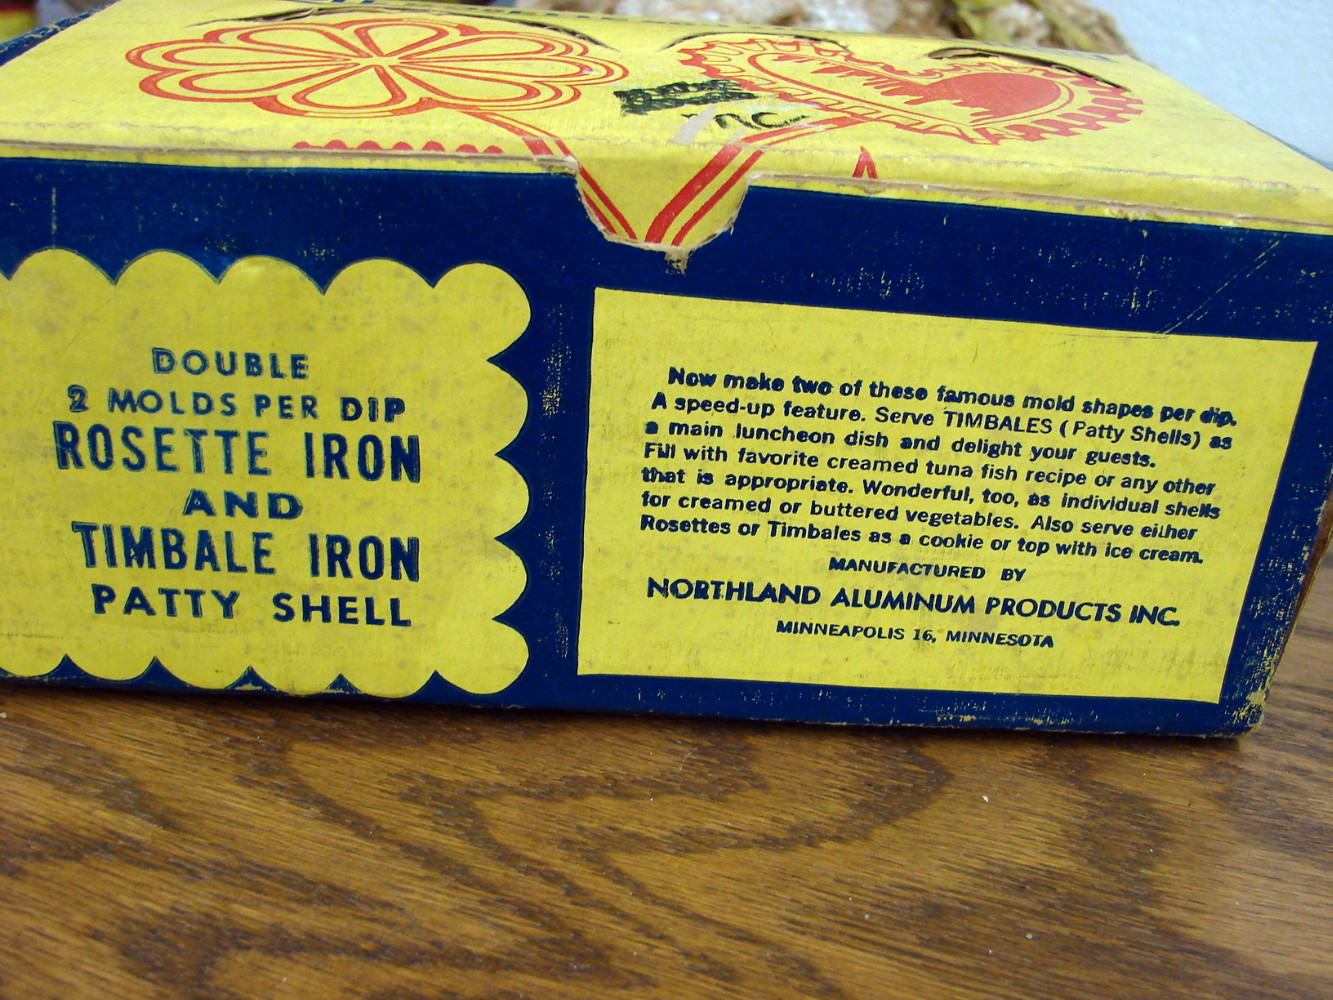 DOUBLE
2 MOLDS PER DIP
ROSETTE IRON
AND
TIMBALE IRON
PATTY SHELL
Now make two of these famous mold shapes per dip.
A speed-up feature. Serve TIMBALES (Patty Shells) as
a main luncheon dish and delight your guests.
Fill with favorite creamed tuna fish recipe or any other
that is appropriate. Wonderful, too, as individual shells
for creamed or buttered vegetables. Also serve either
Rosettes or Timbales as a cookie or top with ice cream.
MANUFACTURED BY
NORTHLAND ALUMINUM PRODUCTS INC.
MINNEAPOLIS 16, MINNESOTA